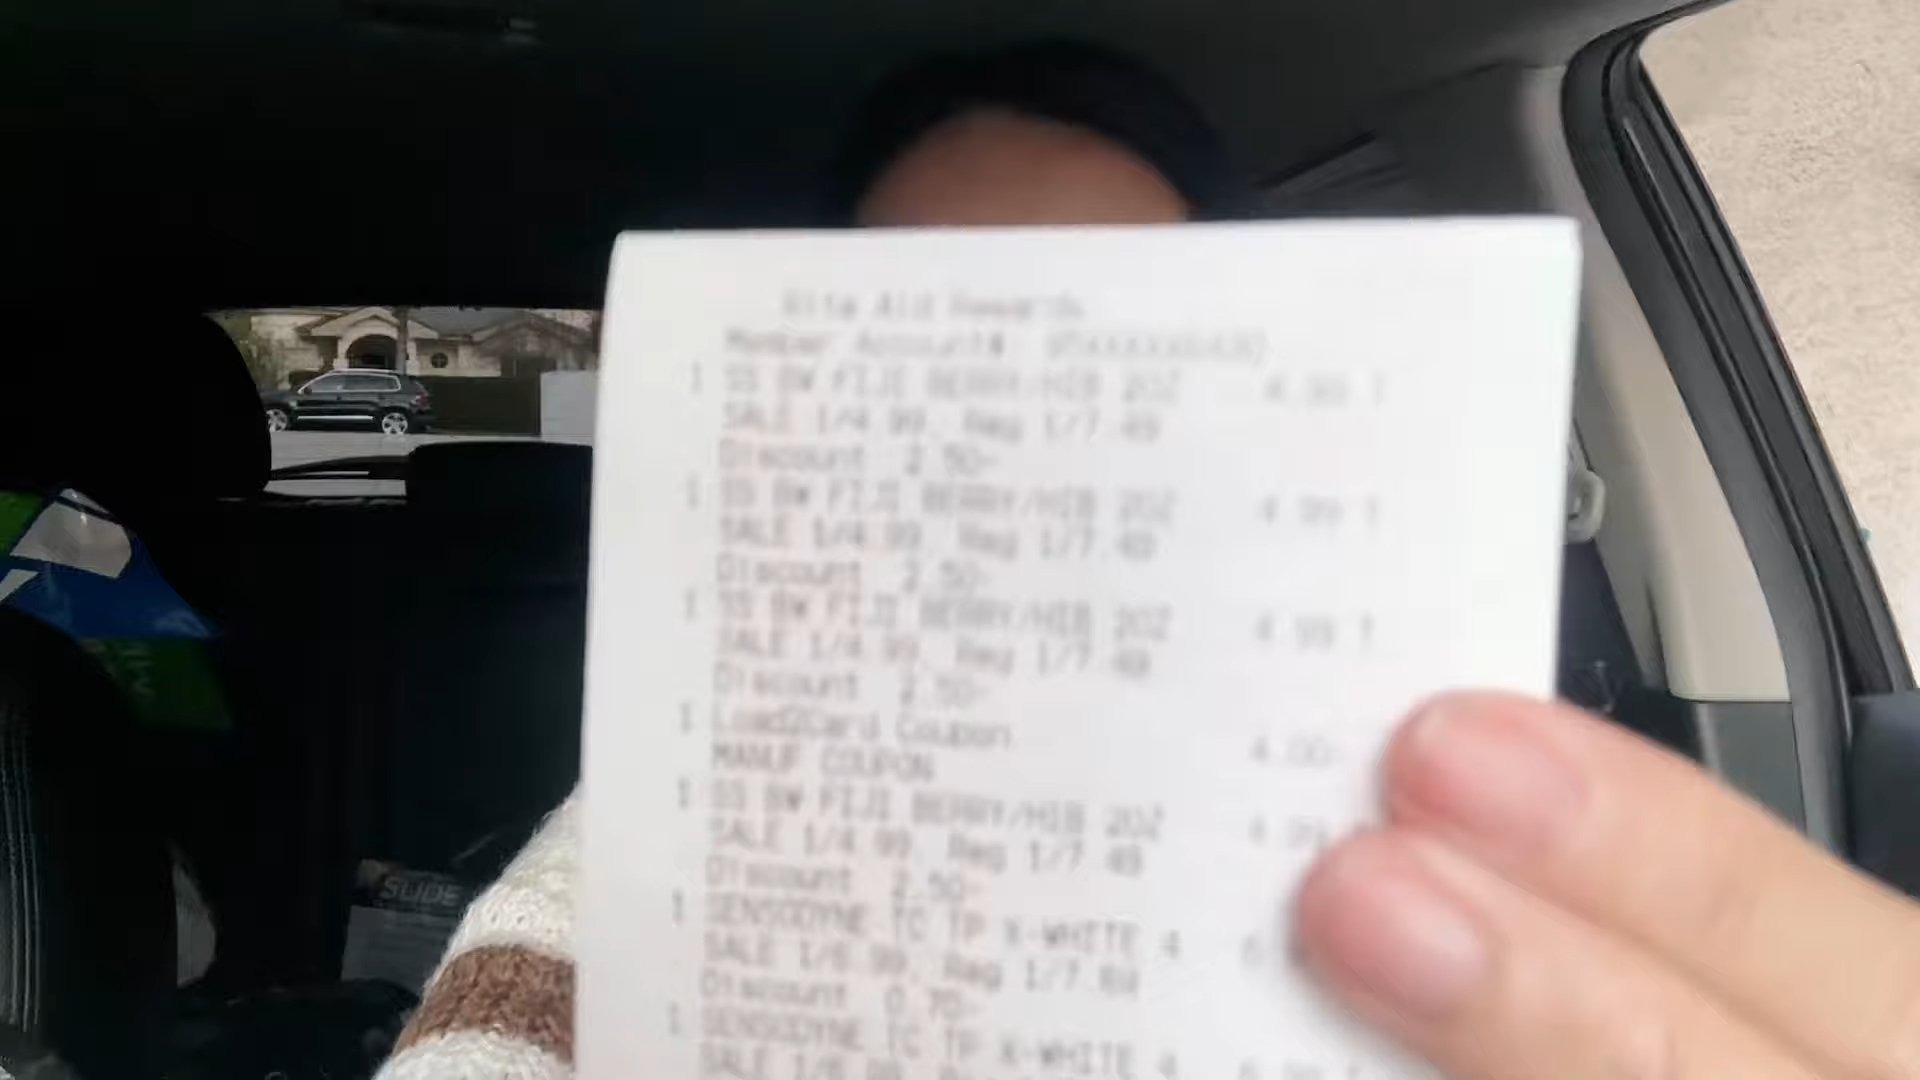 Rite Aid Rewards
Member Account#:
1 SS BW FIJI BERRY/HIB 20Z 4.99 T
SALE 1/4.99, Reg 1/7.49
Discount 2.50-
1 SS BW FIJI BERRY/HIB 20Z 4.99 T
SALE 1/4.99, Reg 1/7.49
Discount 2.50-
1 SS BW FIJI BERRY/HIB 20Z 4.99 T
SALE 1/4.99, Reg 1/7.49
Discount 2.50-
1 Load2Card Coupon 4.00-
MANUF COUPON
1 SS BW FIJI BERRY/HIB 20Z 4.99
SALE 1/4.99, Reg 1/7.49
Discount 2.50-
1 SENSODYNE TC TP X-WHITE 4
SALE 1/6.99, Reg 1/7.69
Discount 0.70-
1 SENSODYNE TC TP X-WHITE 4
SLIDE